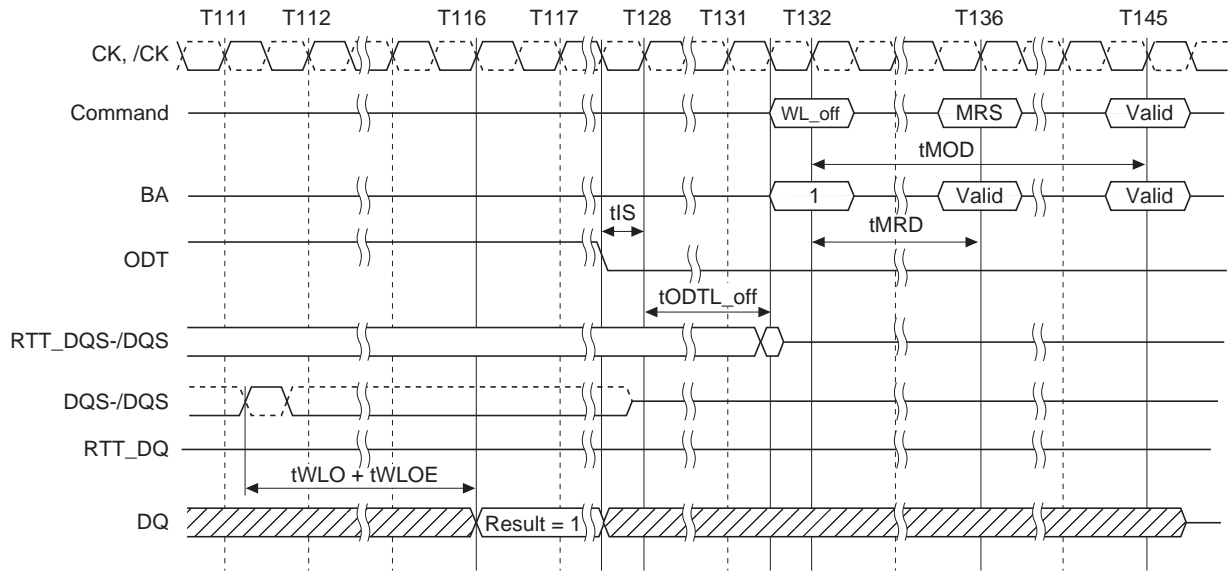 T111 T112 T116 T117 T128 T131 T132 T136 T145
CK, /CK
Command WL_off MRS Valid
tMOD
BA 1 Valid Valid
tIS
tMRD
ODT
tODTL_off
RTT_DQS-/DQS
DQS-/DQS
RTT_DQ
tWLO + tWLOE
DQ Result = 1